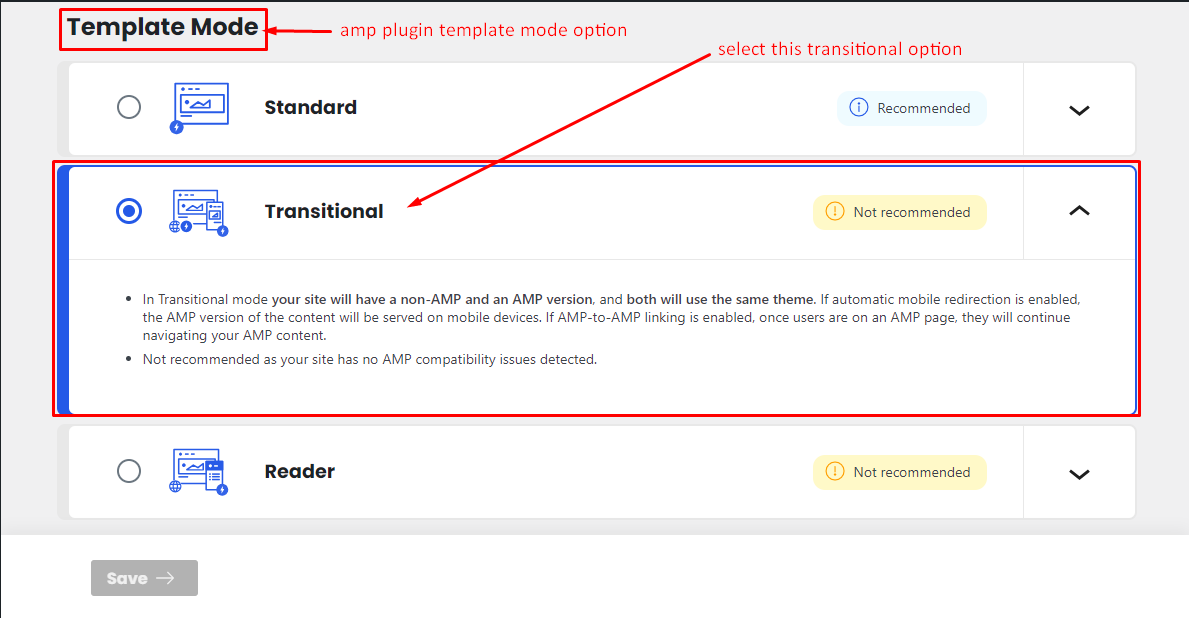 Template Mode
amp plugin template mode option
select this transitional option
Standard
Recommended
Transitional
Not recommended
In Transitional mode your site will have a non-AMP and an AMP version, and both will use the same theme. If automatic mobile redirection is enabled,
the AMP version of the content will be served on mobile devices. If AMP-to-AMP linking is enabled, once users are on an AMP page, they will continue
navigating your AMP content.
Not recommended as your site has no AMP compatibility issues detected.
Reader
Not recommended
Save